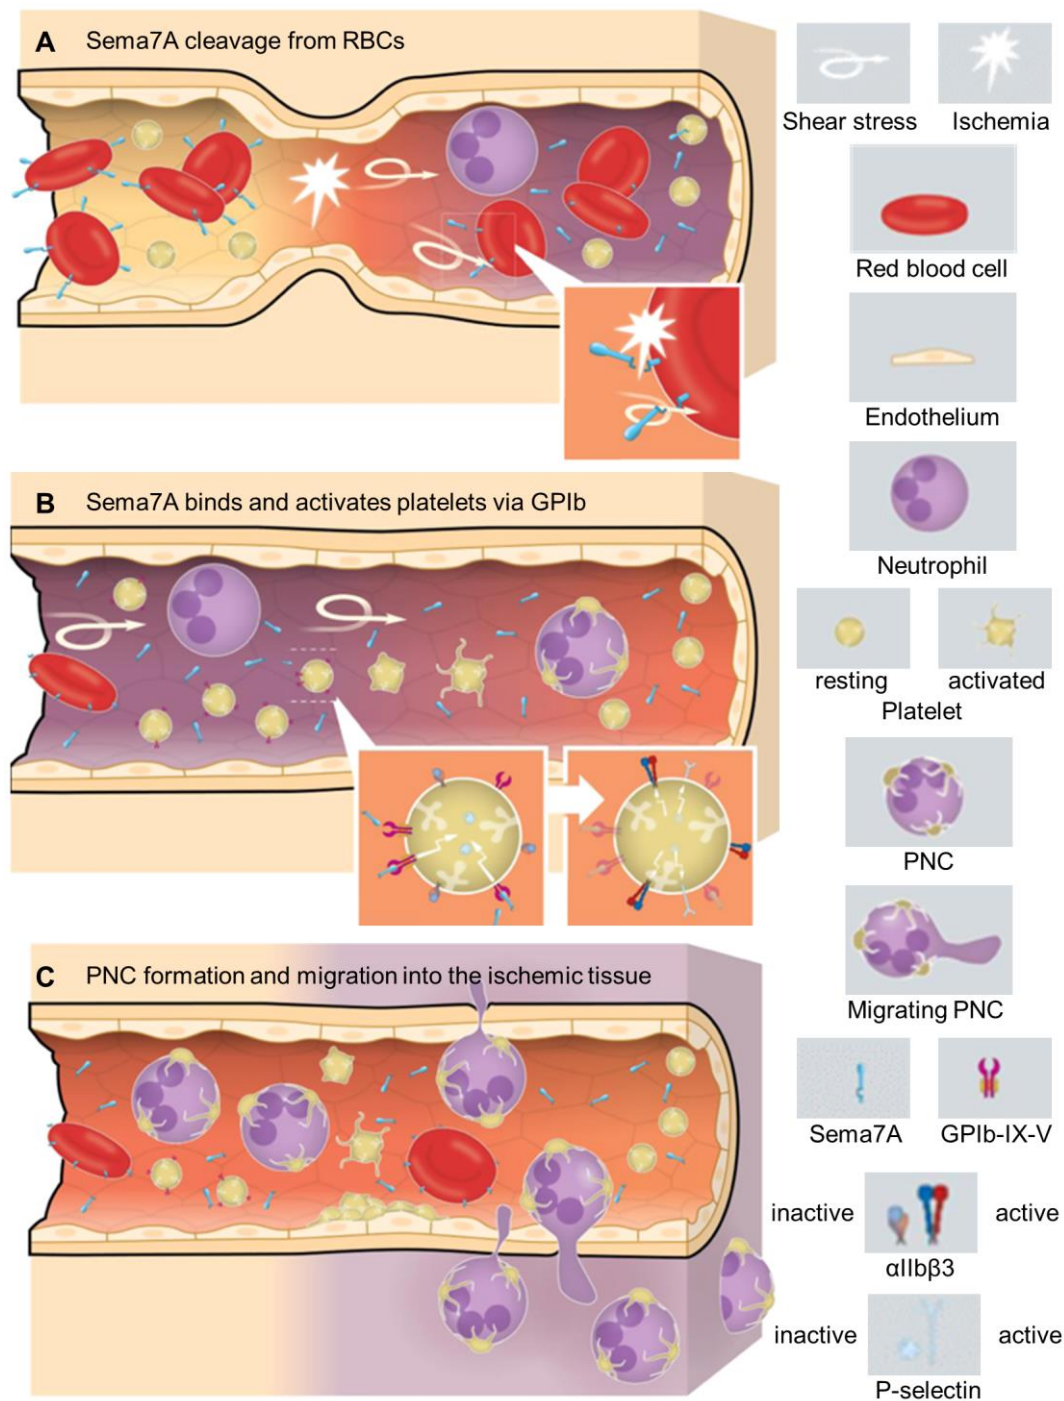 A Sema7A cleavage from RBCs
Shear stress Ischemia
Red blood cell
Endothelium
Neutrophil
B Sema7A binds and activates platelets via GPIb
resting activated
Platelet
PNC
C PNC formation and migration into the ischemic tissue
Migrating PNC
Sema7A GPIb-IX-V
inactive active
αIIbβ3
inactive active
P-selectin